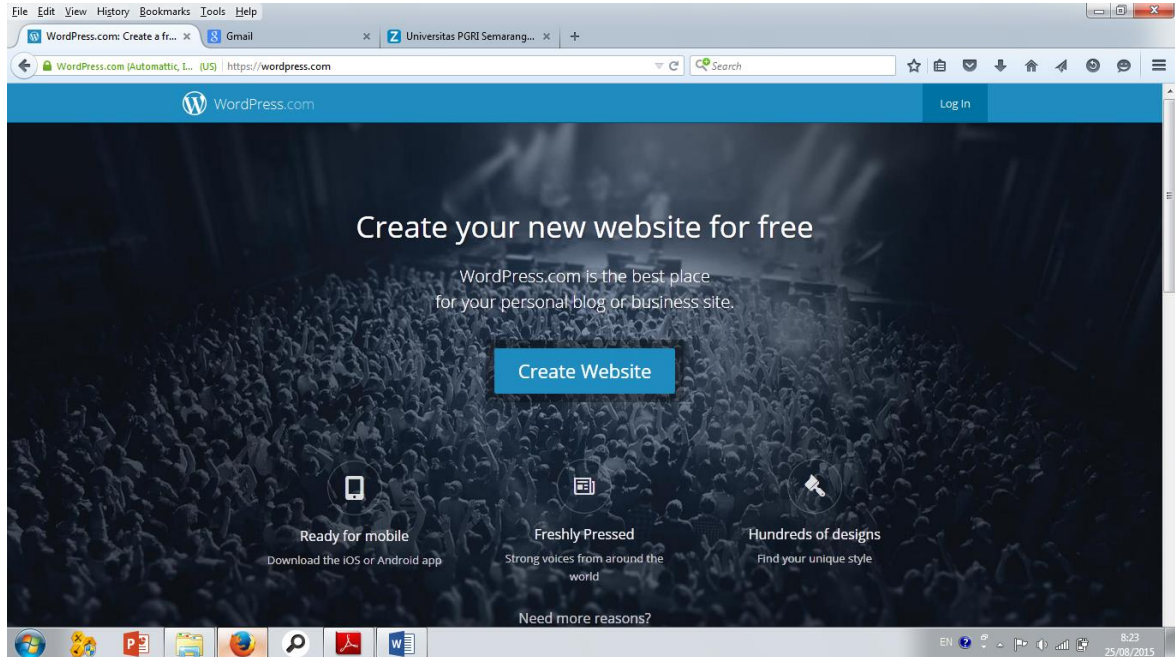 File Edit View History Bookmarks Tools Help
WordPress.com: Create a fr... × Gmail × Universitas PGRI Semarang... × +
WordPress.com (Automattic, I... (US) https://wordpress.com Search
WordPress.com Log In
Create your new website for free
WordPress.com is the best place
for your personal blog or business site.
Create Website
Ready for mobile Freshly Pressed Hundreds of designs
Download the iOS or Android app Strong voices from around the Find your unique style
world
Need more reasons?
EN 8:23
25/08/2015